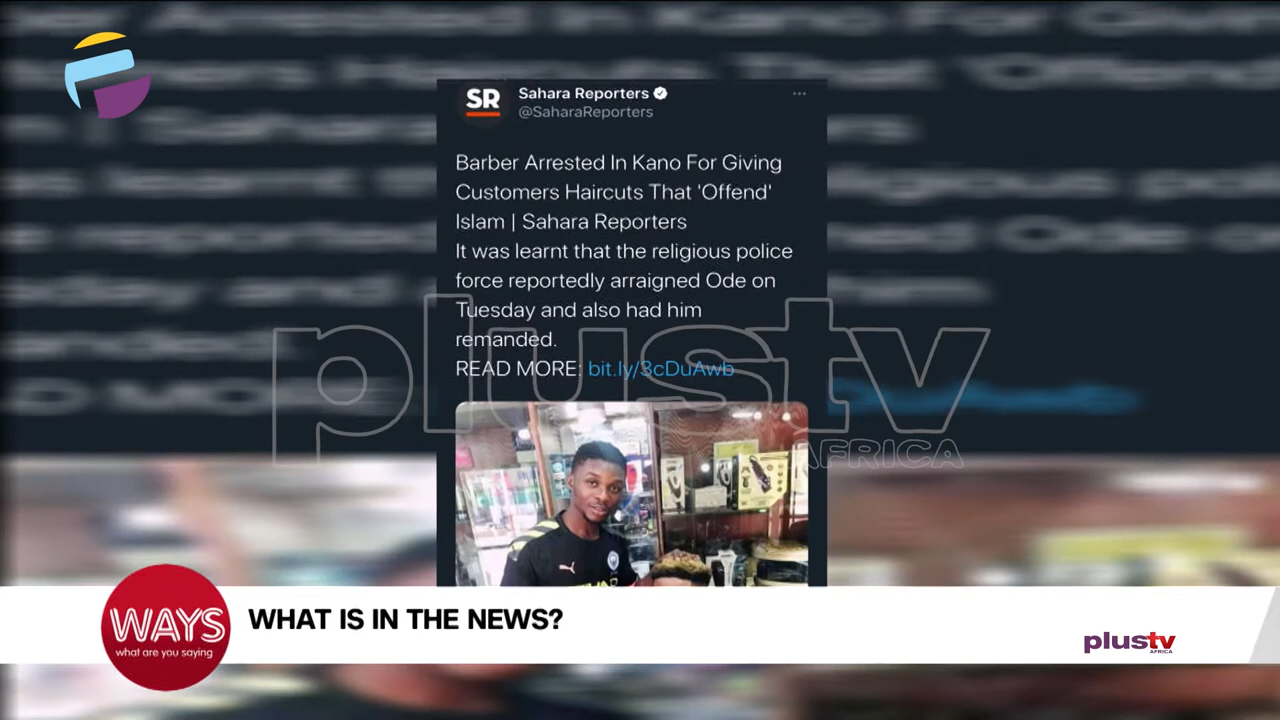 SR
Sahara Reporters
@SaharaReporters
Barber Arrested In Kano For Giving
Customers Haircuts That 'Offend'
Islam | Sahara Reporters
It was learnt that the religious police
force reportedly arraigned Ode on
Tuesday and also had him
remanded.
READ MORE: bit.ly/3cDuAwb
plustv
AFRICA
WAYS
what are you saying
WHAT IS IN THE NEWS?
plustv
AFRICA